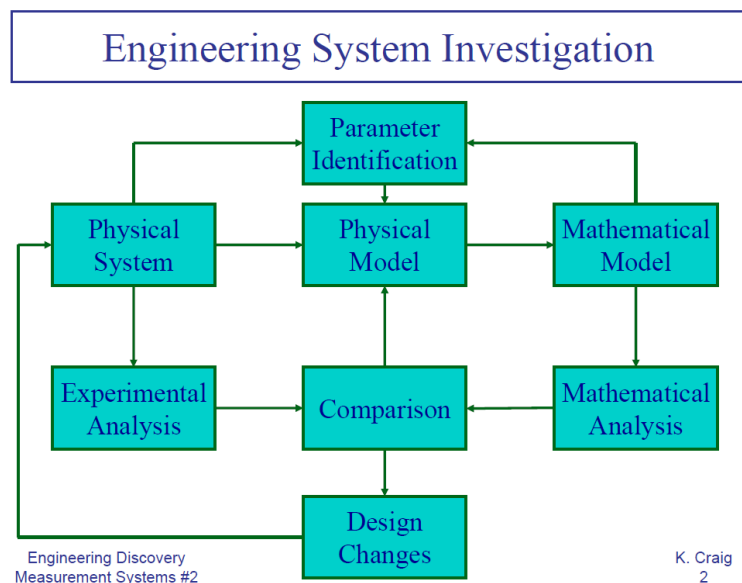 Engineering System Investigation
Parameter
Identification
Physical
System
Physical
Model
Mathematical
Model
Experimental
Analysis
Comparison
Mathematical
Analysis
Design
Changes
Engineering Discovery
Measurement Systems #2
K. Craig
2